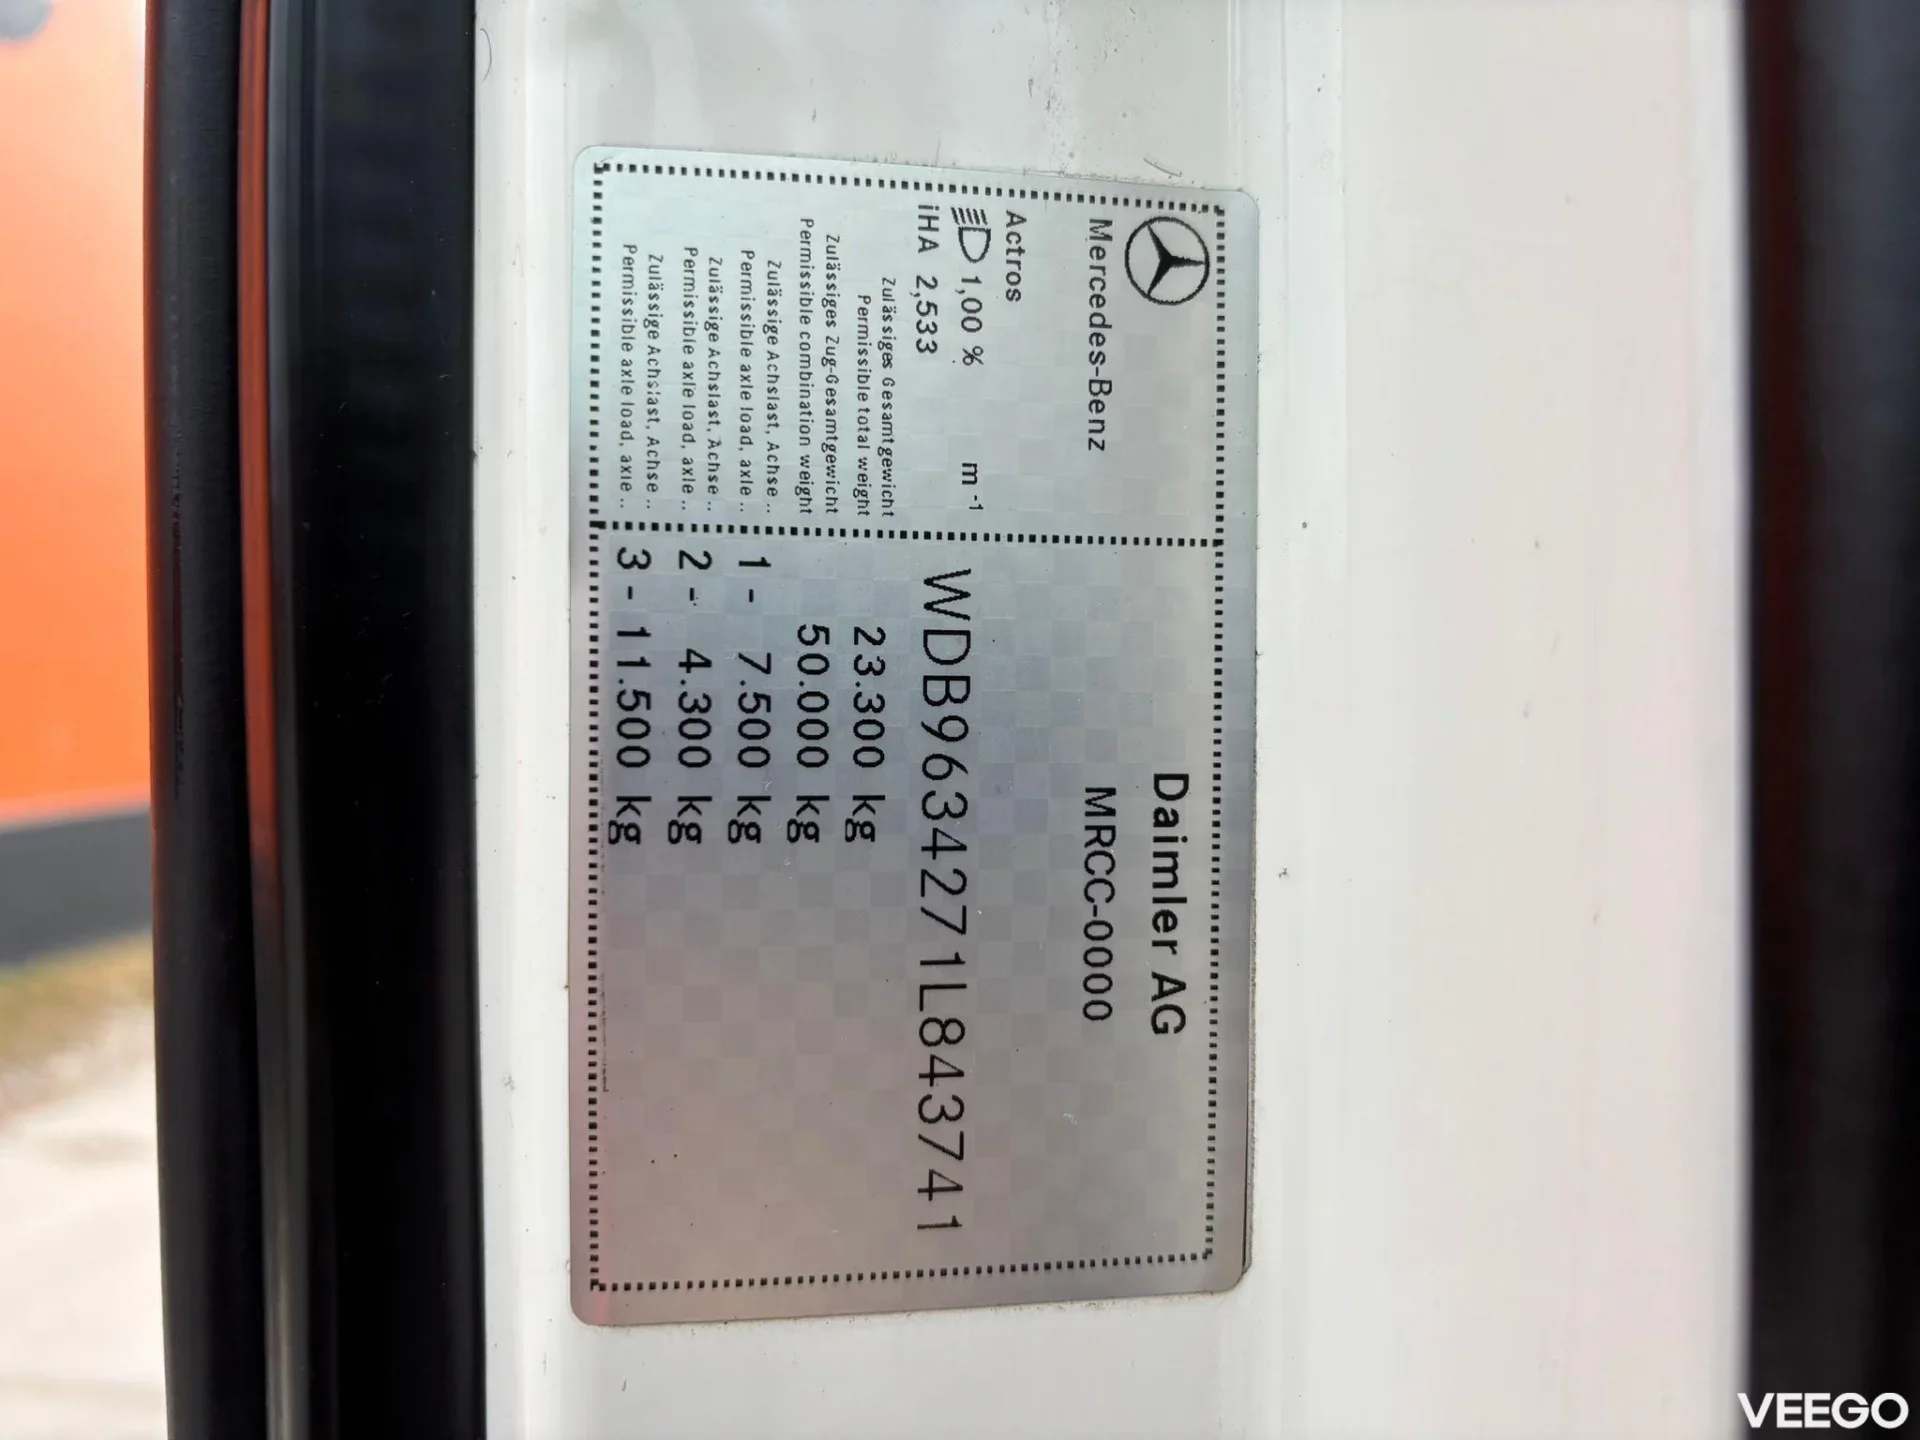 Mercedes-Benz
Daimler AG
MRCC-0000
Actros
1,00 % m-1
iHA 2,533
WDB9634271L843741
Zulässiges Gesamtgewicht
Permissible total weight
23.300 kg
Zulässiges Zug-Gesamtgewicht
Permissible combination weight
50.000 kg
Zulässige Achslast, Achse ..
Permissible axle load, axle ..
1 - 7.500 kg
Zulässige Achslast, Achse ..
Permissible axle load, axle ..
2 - 4.300 kg
Zulässige Achslast, Achse ..
Permissible axle load, axle ..
3 - 11.500 kg
VEEGO